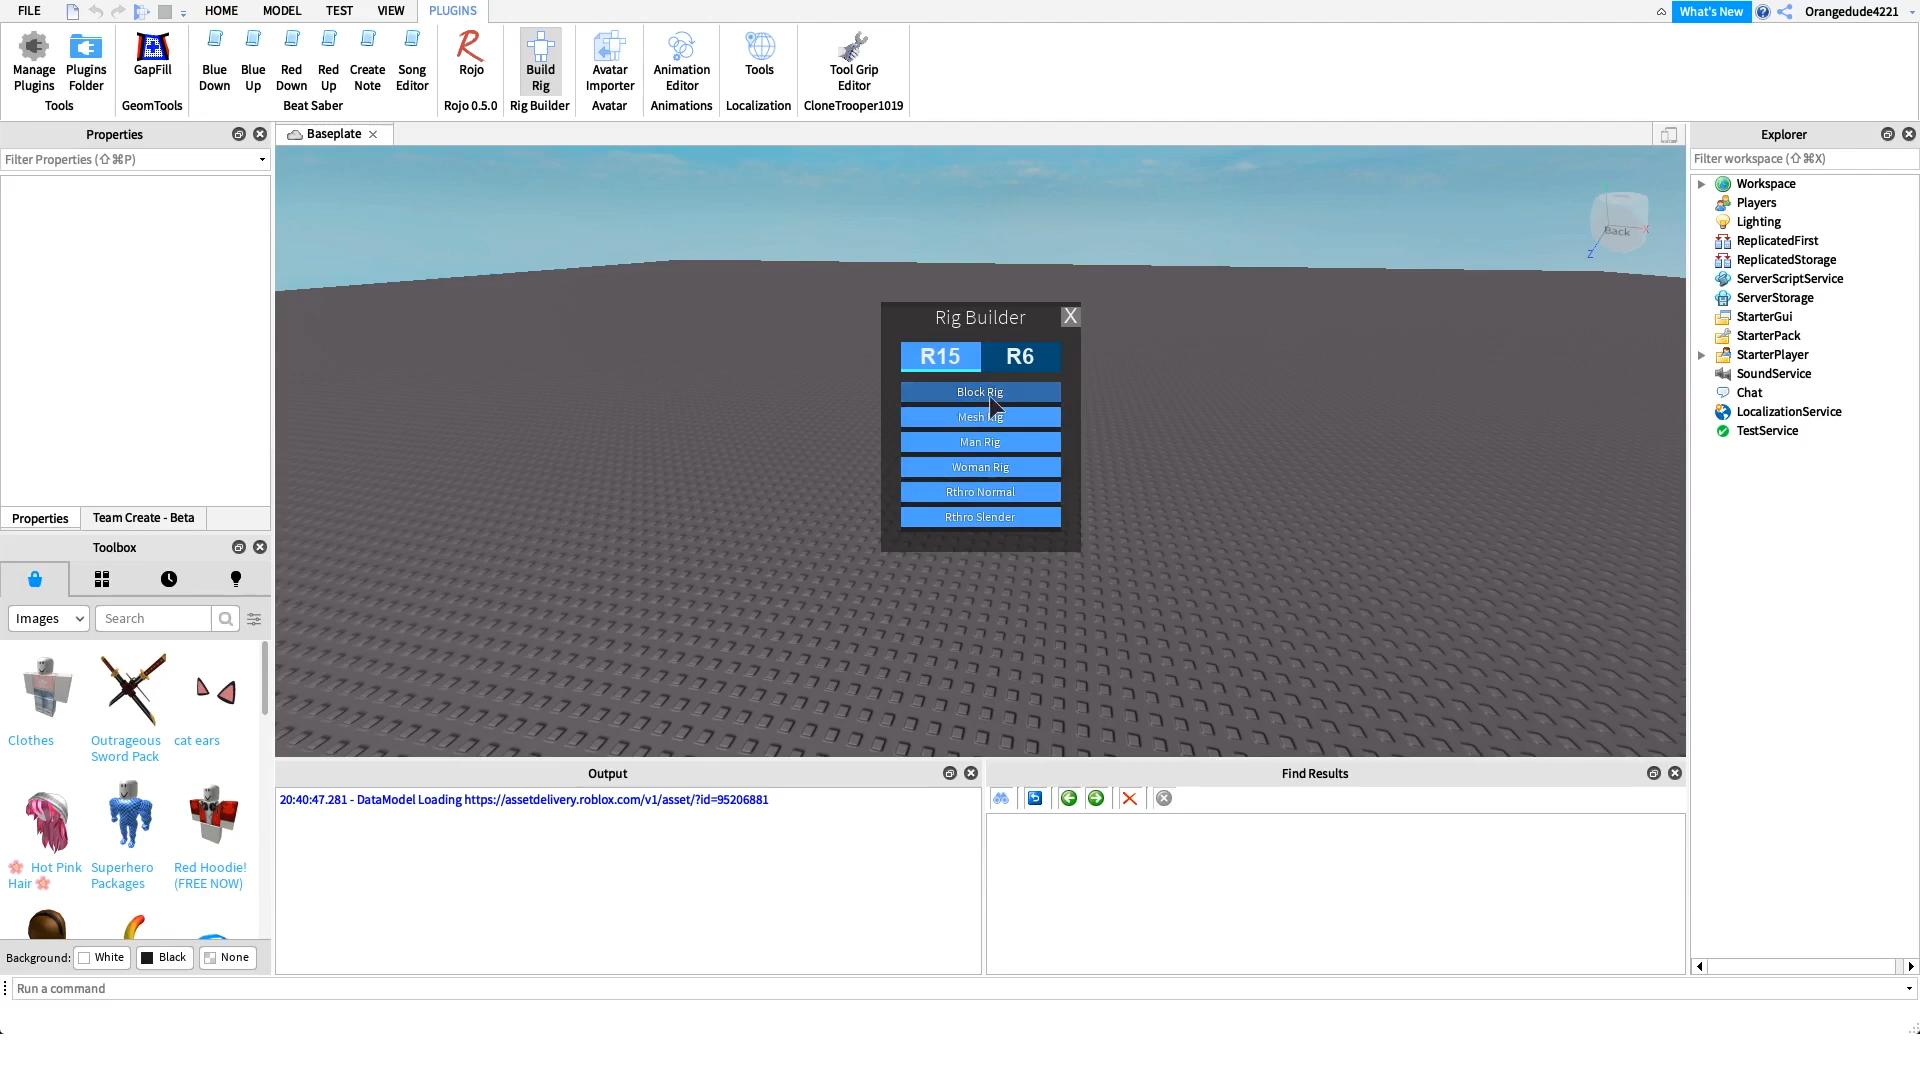 FILE HOME MODEL TEST VIEW PLUGINS What's New Orangedude4221
Manage Plugins
Plugins Folder
Tools
GapFill
GeomTools
Blue Down
Blue Up
Red Down
Red Up
Create Note
Song Editor
Beat Saber
Rojo
Rojo 0.5.0
Build Rig
Rig Builder
Avatar Importer
Avatar
Animation Editor
Animations
Tools
Localization
Tool Grip Editor
CloneTrooper1019
Properties
Filter Properties (⇧⌘P)
Properties Team Create - Beta
Toolbox
Images Search
Clothes
Outrageous Sword Pack
cat ears
🌸 Hot Pink Hair 🌸
Superhero Packages
Red Hoodie! (FREE NOW)
Background: White Black None
Baseplate
Back
X
Z
Rig Builder X
R15 R6
Block Rig
Mesh Rig
Man Rig
Woman Rig
Rthro Normal
Rthro Slender
Output
20:40:47.281 - DataModel Loading https://assetdelivery.roblox.com/v1/asset/?id=95206881
Find Results
Explorer
Filter workspace (⇧⌘X)
Workspace
Players
Lighting
ReplicatedFirst
ReplicatedStorage
ServerScriptService
ServerStorage
StarterGui
StarterPack
StarterPlayer
SoundService
Chat
LocalizationService
TestService
Run a command